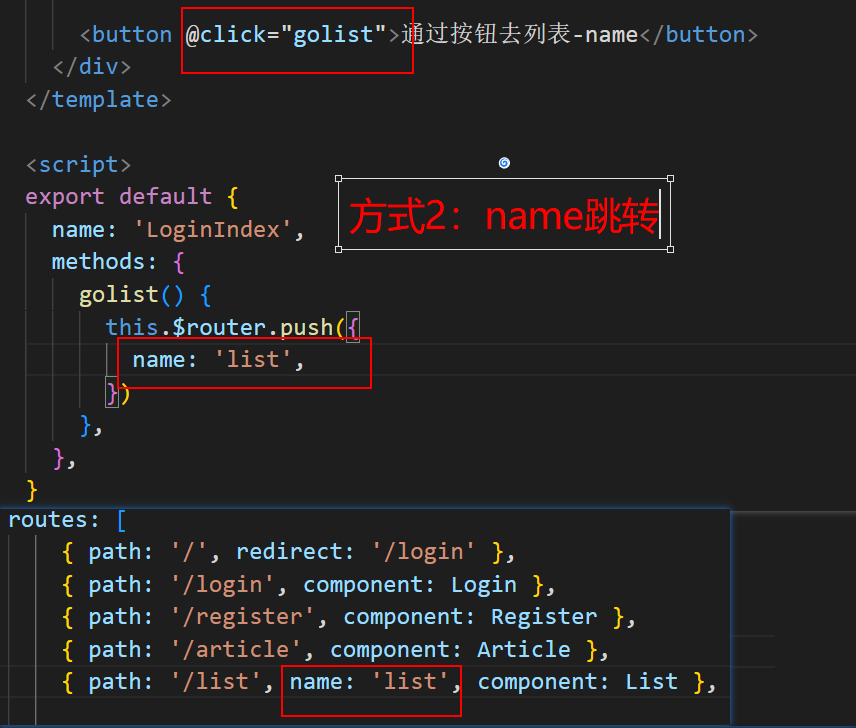 <button @click="golist">通过按钮去列表-name</button>
</div>
</template>
<script>
export default {
name: 'LoginIndex',
方式2：name跳转
methods: {
golist() {
this.$router.push({
name: 'list',
})
},
},
}
routes: [
{ path: '/', redirect: '/login' },
{ path: '/login', component: Login },
{ path: '/register', component: Register },
{ path: '/article', component: Article },
{ path: '/list', name: 'list', component: List },